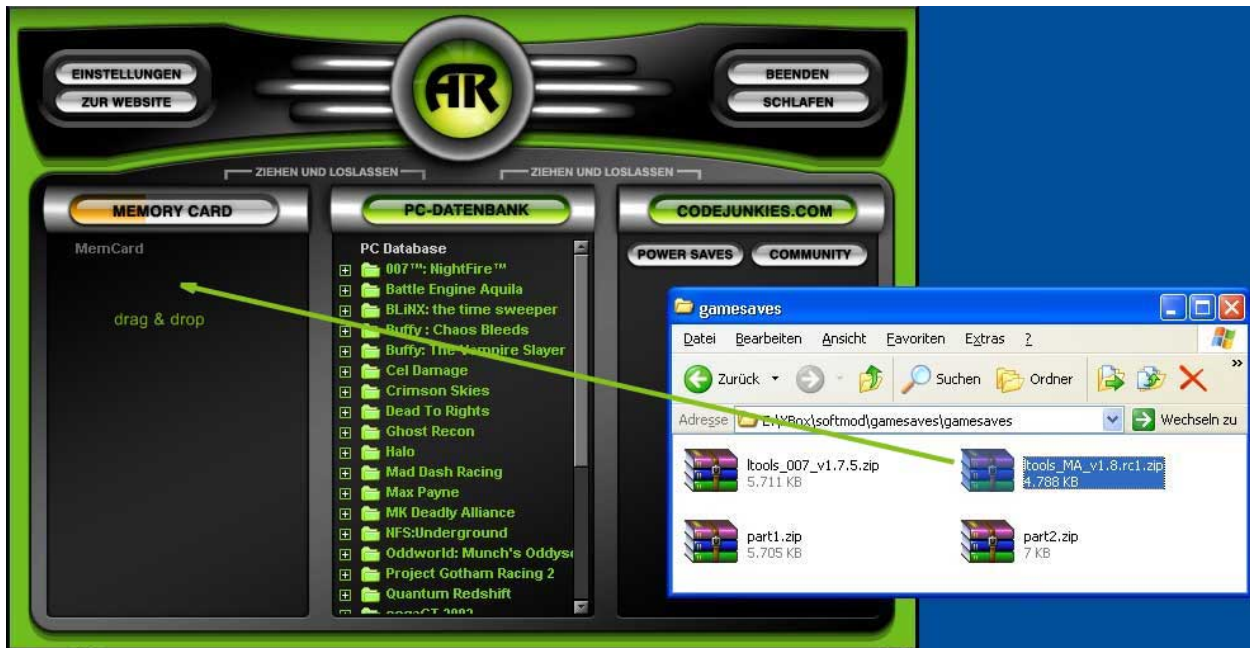 EINSTELLUNGEN
ZUR WEBSITE
AR
BEENDEN
SCHLAFEN
ZIEHEN UND LOSLASSEN
ZIEHEN UND LOSLASSEN
MEMORY CARD
MemCard
drag & drop
PC-DATENBANK
PC Database
007™: NightFire™
Battle Engine Aquila
BLiNX: the time sweeper
Buffy : Chaos Bleeds
Buffy: The Vampire Slayer
Cel Damage
Crimson Skies
Dead To Rights
Ghost Recon
Halo
Mad Dash Racing
Max Payne
MK Deadly Alliance
NFS:Underground
Oddworld: Munch's Oddyse
Project Gotham Racing 2
Quantum Redshift
CODEJUNKIES.COM
POWER SAVES
COMMUNITY
gamesaves
Datei Bearbeiten Ansicht Favoriten Extras ?
Zurück Suchen Ordner »
Adresse E:\XBox\softmod\gamesaves\gamesaves Wechseln zu
ltools_007_v1.7.5.zip
5.711 KB
ltools_MA_v1.8.rc1.zip
4.788 KB
part1.zip
5.705 KB
part2.zip
7 KB